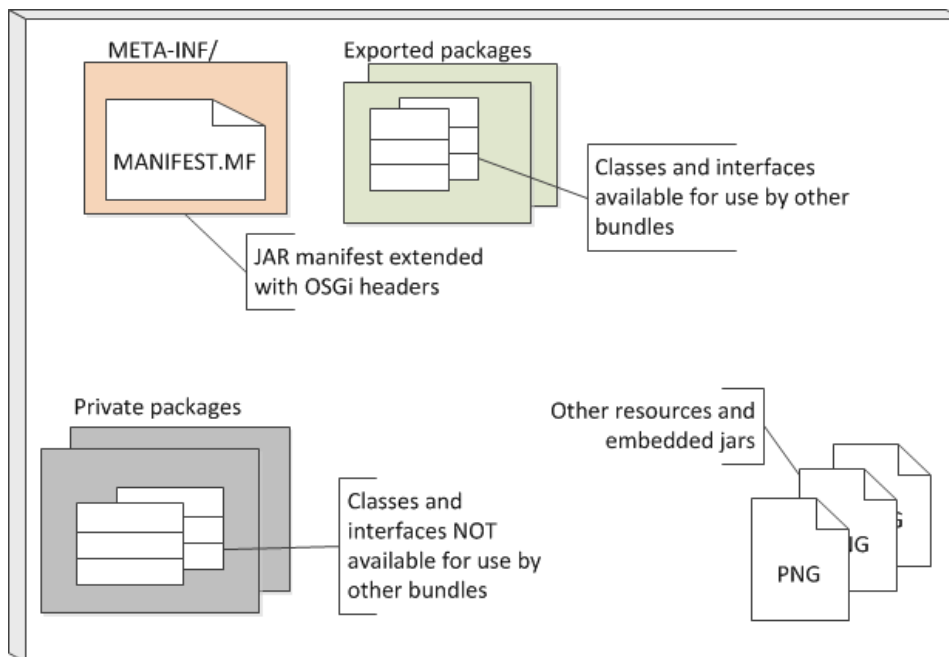 META-INF/
MANIFEST.MF
JAR manifest extended
with OSGi headers
Exported packages
Classes and interfaces
available for use by other
bundles
Private packages
Classes and
interfaces NOT
available for use by
other bundles
Other resources and
embedded jars
PNG